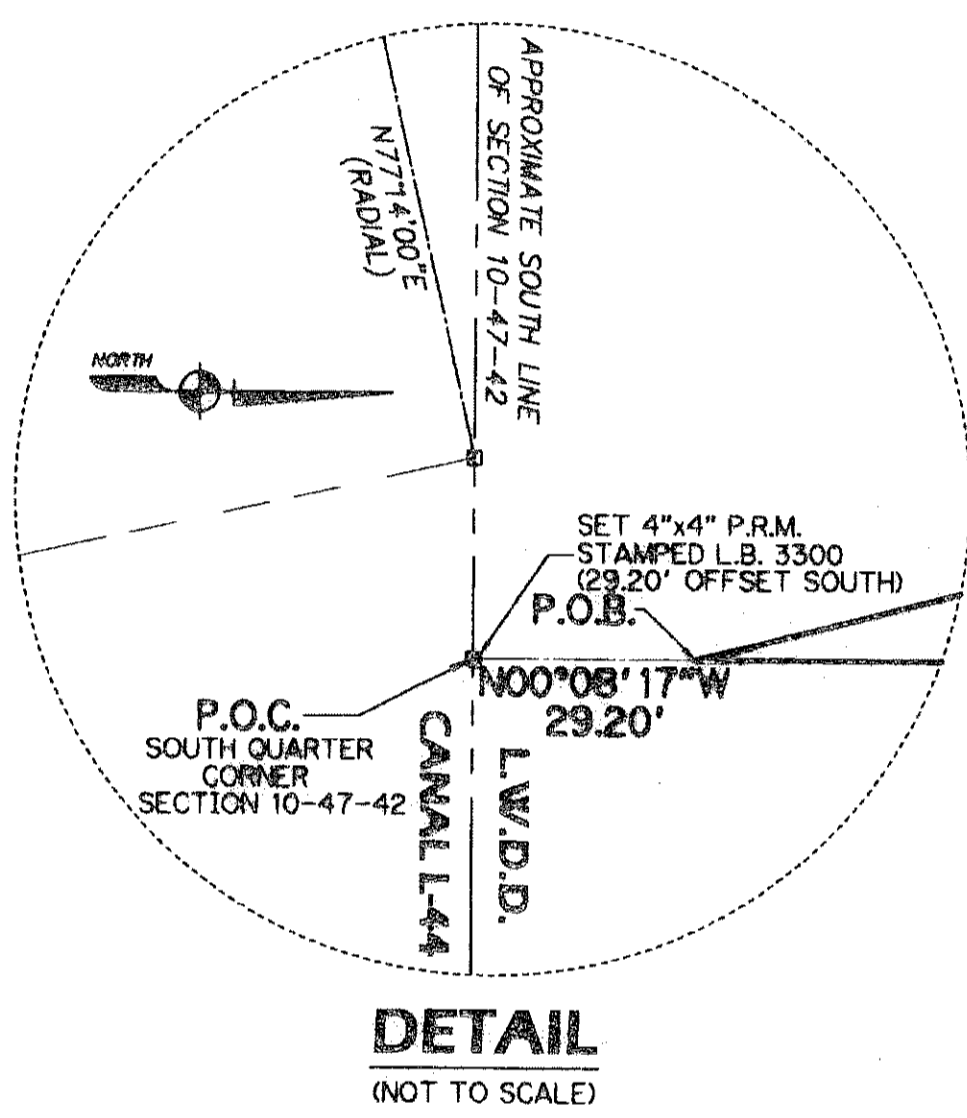 APPROXIMATE SOUTH LINE
OF SECTION 10-47-42
N77°14'00"E
(RADIAL)
NORTH
SET 4"x4" P.R.M.
STAMPED L.B. 3300
(29.20' OFFSET SOUTH)
P.O.B.
N00°08'17"W
29.20'
P.O.C.
SOUTH QUARTER
CORNER
SECTION 10-47-42
L.W.D.D.
CANAL L-44
DETAIL
(NOT TO SCALE)